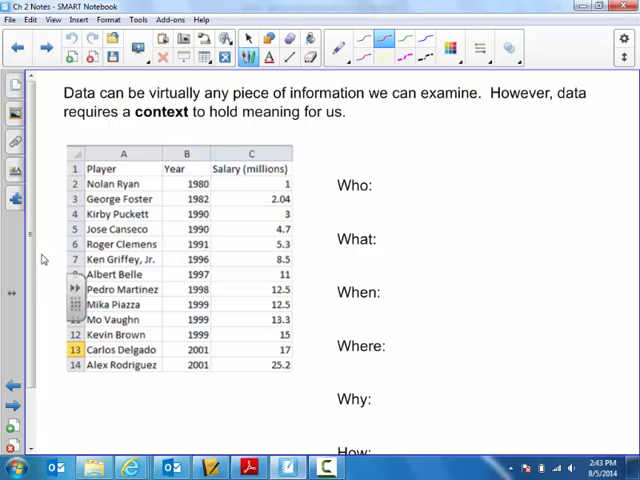 Ch 2 Notes - SMART Notebook
File Edit View Insert Format Tools Add-ons Help
Data can be virtually any piece of information we can examine. However, data
requires a context to hold meaning for us.
A B C
1 Player Year Salary (millions)
2 Nolan Ryan 1980 1
3 George Foster 1982 2.04
4 Kirby Puckett 1990 3
5 Jose Canseco 1990 4.7
6 Roger Clemens 1991 5.3
7 Ken Griffey, Jr. 1996 8.5
8 Albert Belle 1997 11
Pedro Martinez 1998 12.5
Mika Piazza 1999 12.5
11 Mo Vaughn 1999 13.3
12 Kevin Brown 1999 15
13 Carlos Delgado 2001 17
14 Alex Rodriguez 2001 25.2
Who:
What:
When:
Where:
Why:
How:
2:43 PM
8/5/2014